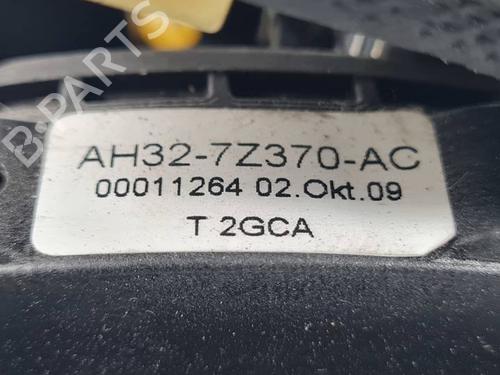 AH32-7Z370-AC
00011264 02.Okt.09
T 2GCA
B-PARTS